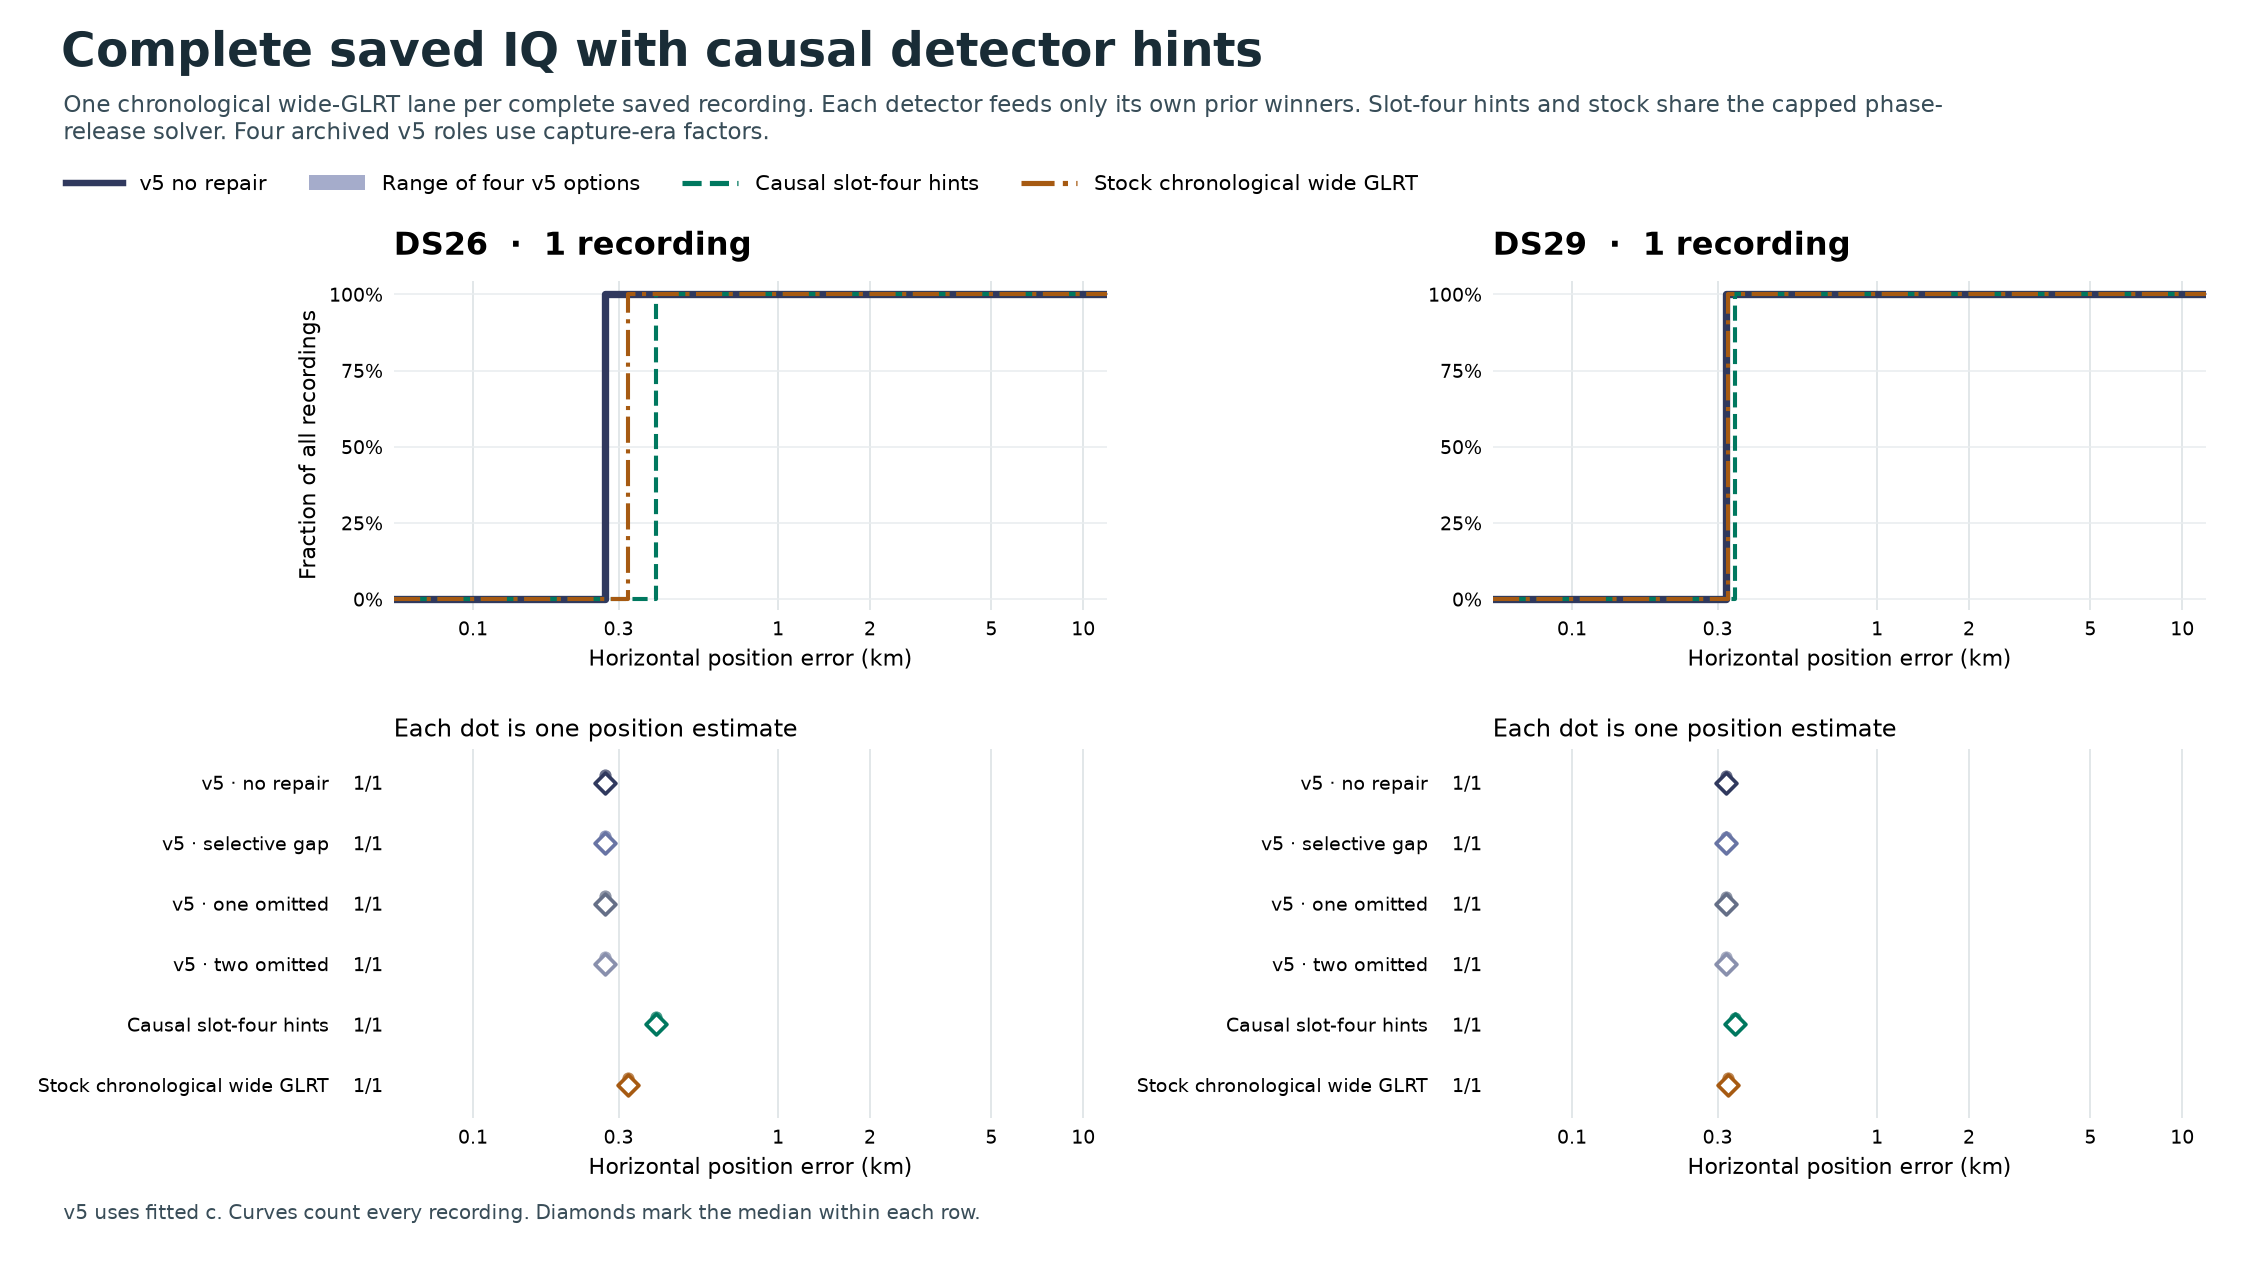 Complete saved IQ with causal detector hints
One chronological wide-GLRT lane per complete saved recording. Each detector feeds only its own prior winners. Slot-four hints and stock share the capped phase-
release solver. Four archived v5 roles use capture-era factors.
v5 no repair
Range of four v5 options
Causal slot-four hints
Stock chronological wide GLRT
DS26 · 1 recording
Fraction of all recordings
100%
75%
50%
25%
0%
0.1 0.3 1 2 5 10
Horizontal position error (km)
DS29 · 1 recording
100%
75%
50%
25%
0%
0.1 0.3 1 2 5 10
Horizontal position error (km)
Each dot is one position estimate
v5 · no repair 1/1
v5 · selective gap 1/1
v5 · one omitted 1/1
v5 · two omitted 1/1
Causal slot-four hints 1/1
Stock chronological wide GLRT 1/1
0.1 0.3 1 2 5 10
Horizontal position error (km)
Each dot is one position estimate
v5 · no repair 1/1
v5 · selective gap 1/1
v5 · one omitted 1/1
v5 · two omitted 1/1
Causal slot-four hints 1/1
Stock chronological wide GLRT 1/1
0.1 0.3 1 2 5 10
Horizontal position error (km)
v5 uses fitted c. Curves count every recording. Diamonds mark the median within each row.